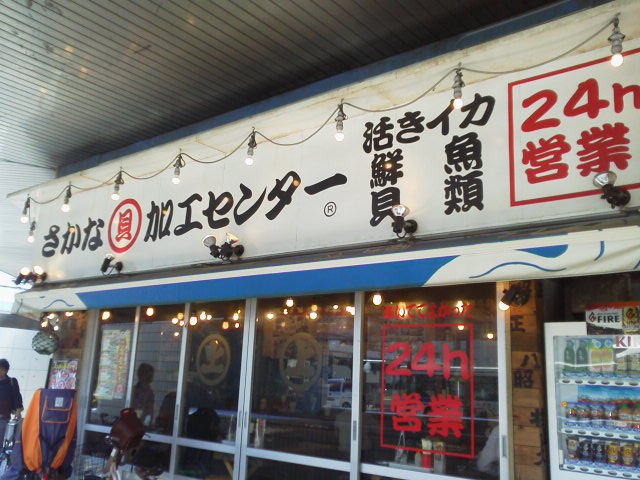 さかな 貝 加工センター ®
活きイカ
鮮貝 魚類
24h
営業
24h
営業
FIRE
KI